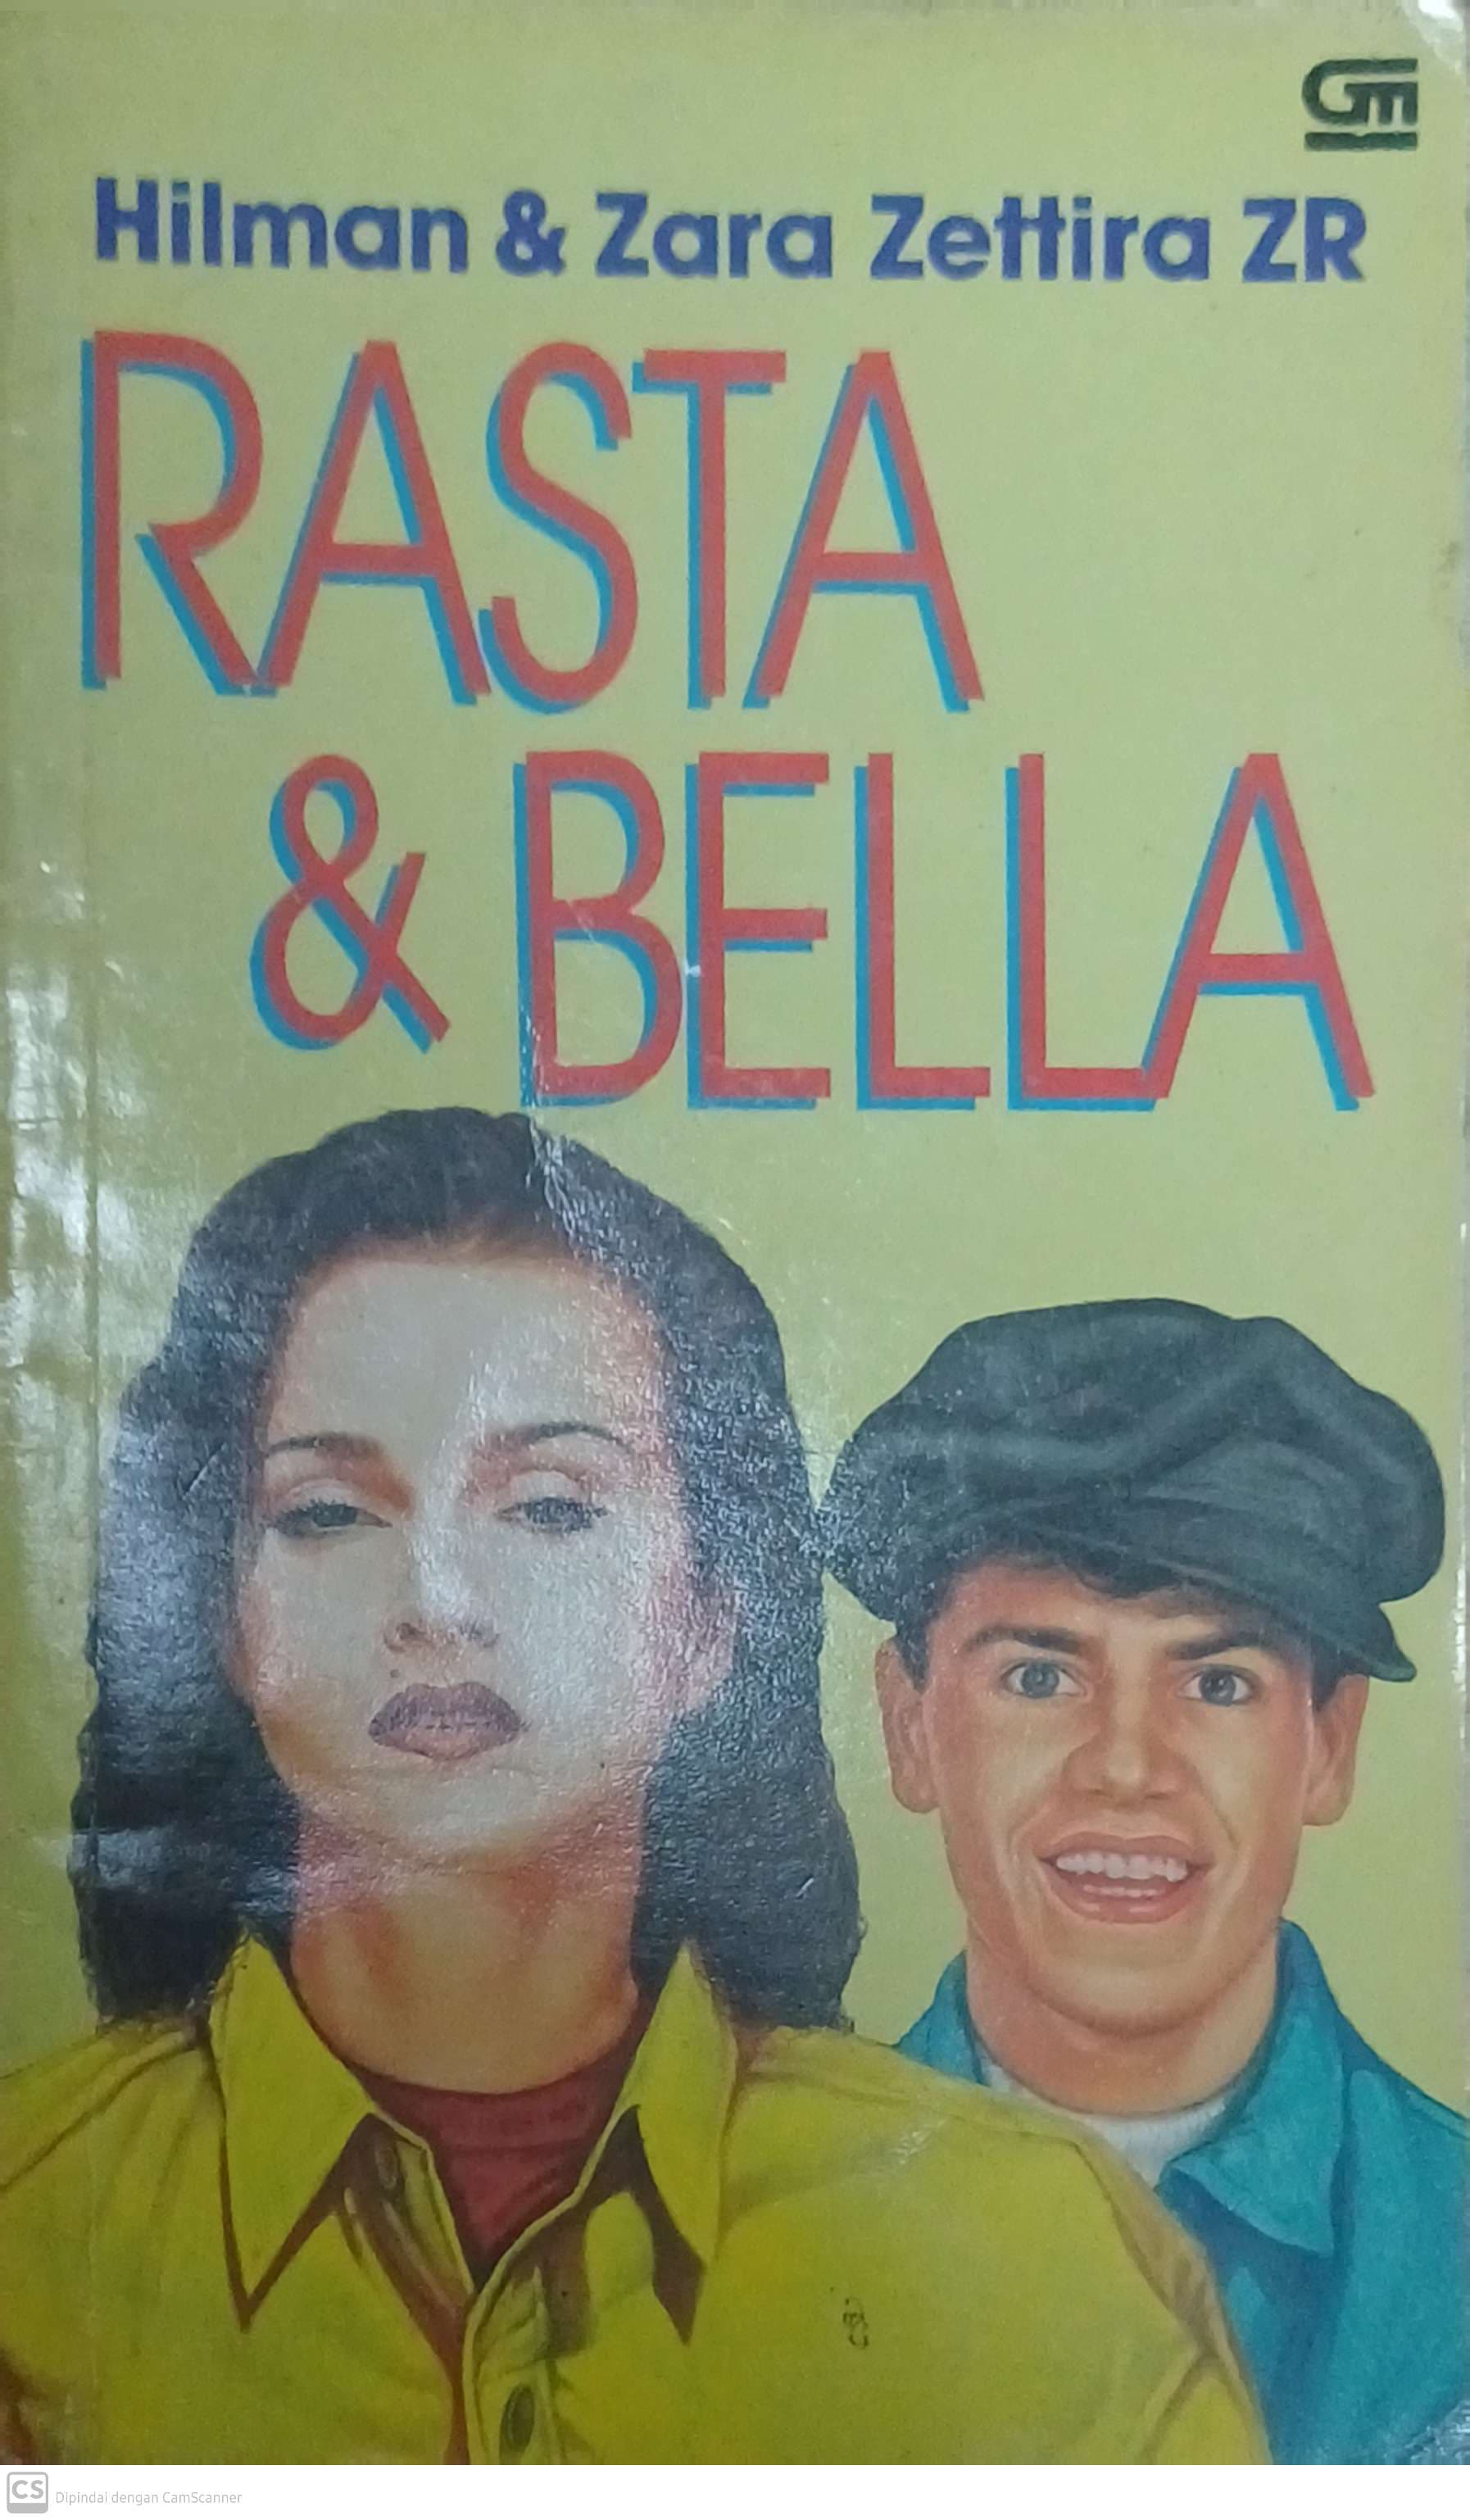 GM
Hilman & Zara Zettira ZR
RASTA
& BELLA
CS Dipindai dengan CamScanner